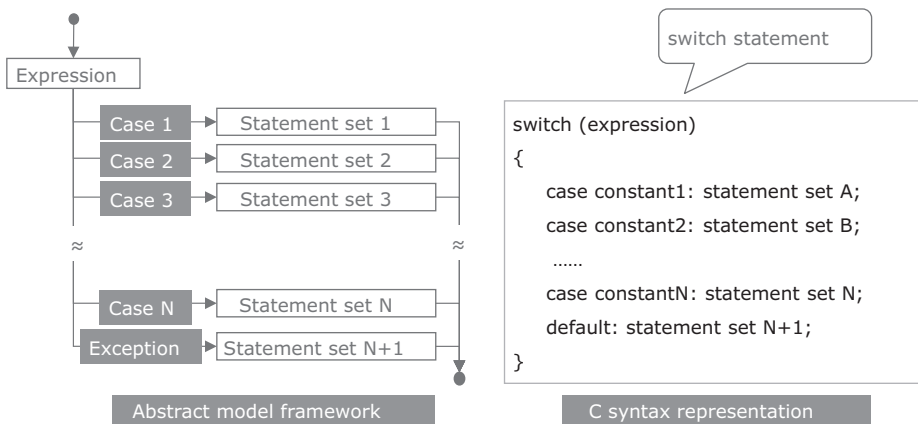 switch statement
Expression
Case 1 Statement set 1
Case 2 Statement set 2
Case 3 Statement set 3
≈ ≈
Case N Statement set N
Exception Statement set N+1
Abstract model framework
switch (expression)
{
case constant1: statement set A;
case constant2: statement set B;
......
case constantN: statement set N;
default: statement set N+1;
}
C syntax representation